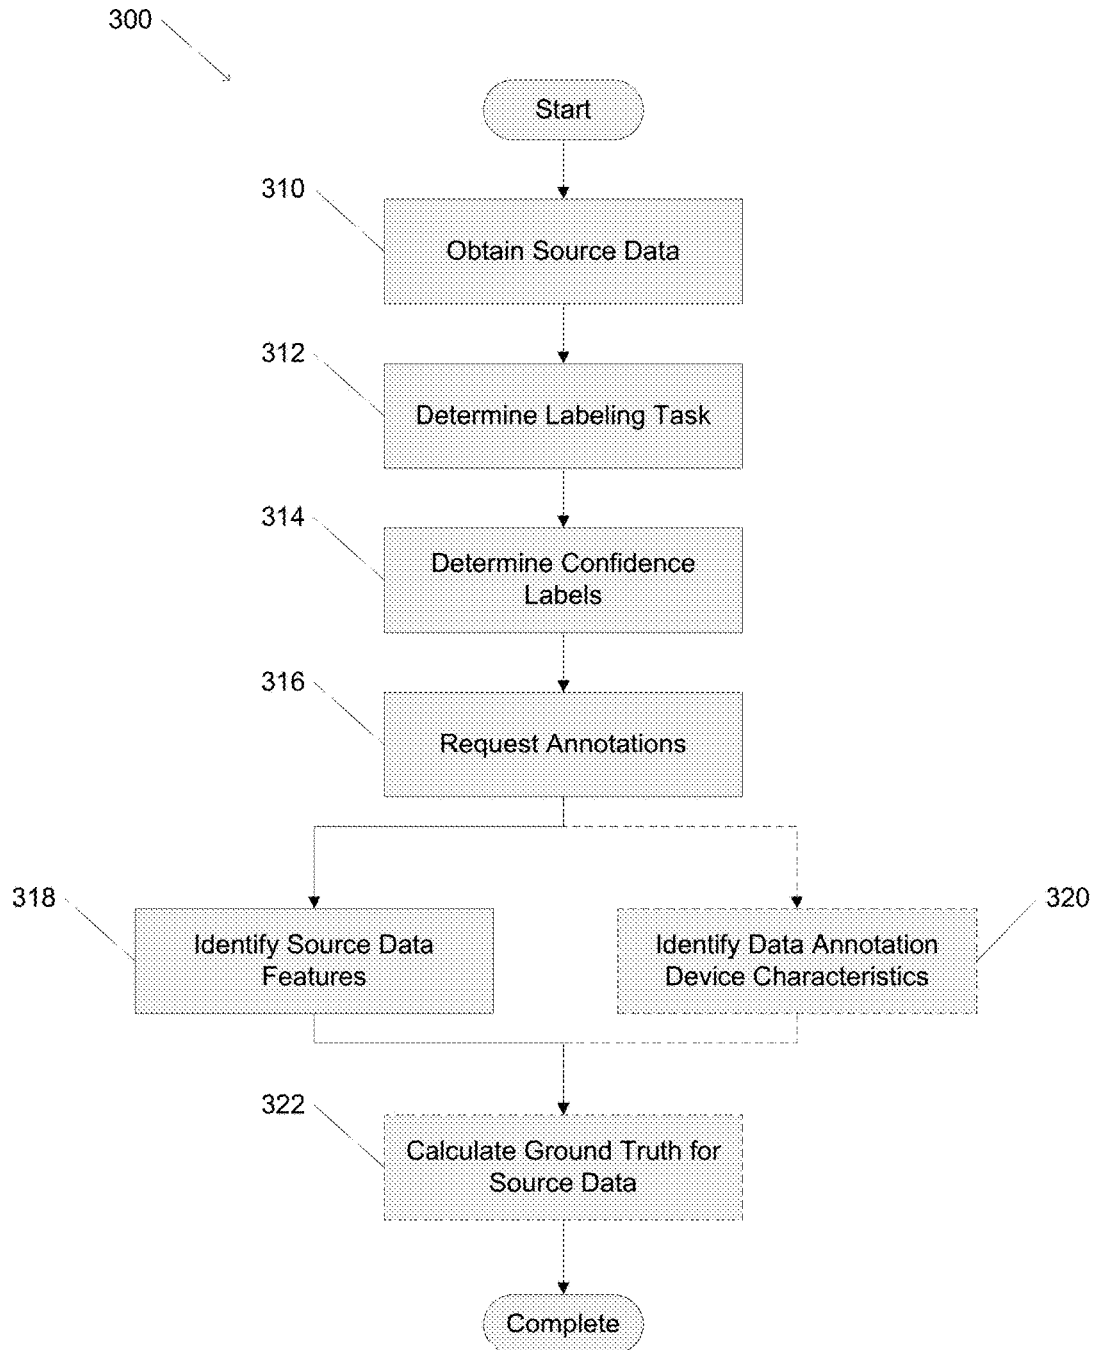 300
Start
310
Obtain Source Data
312
Determine Labeling Task
314
Determine Confidence
Labels
316
Request Annotations
318
Identify Source Data
Features
320
Identify Data Annotation
Device Characteristics
322
Calculate Ground Truth for
Source Data
Complete